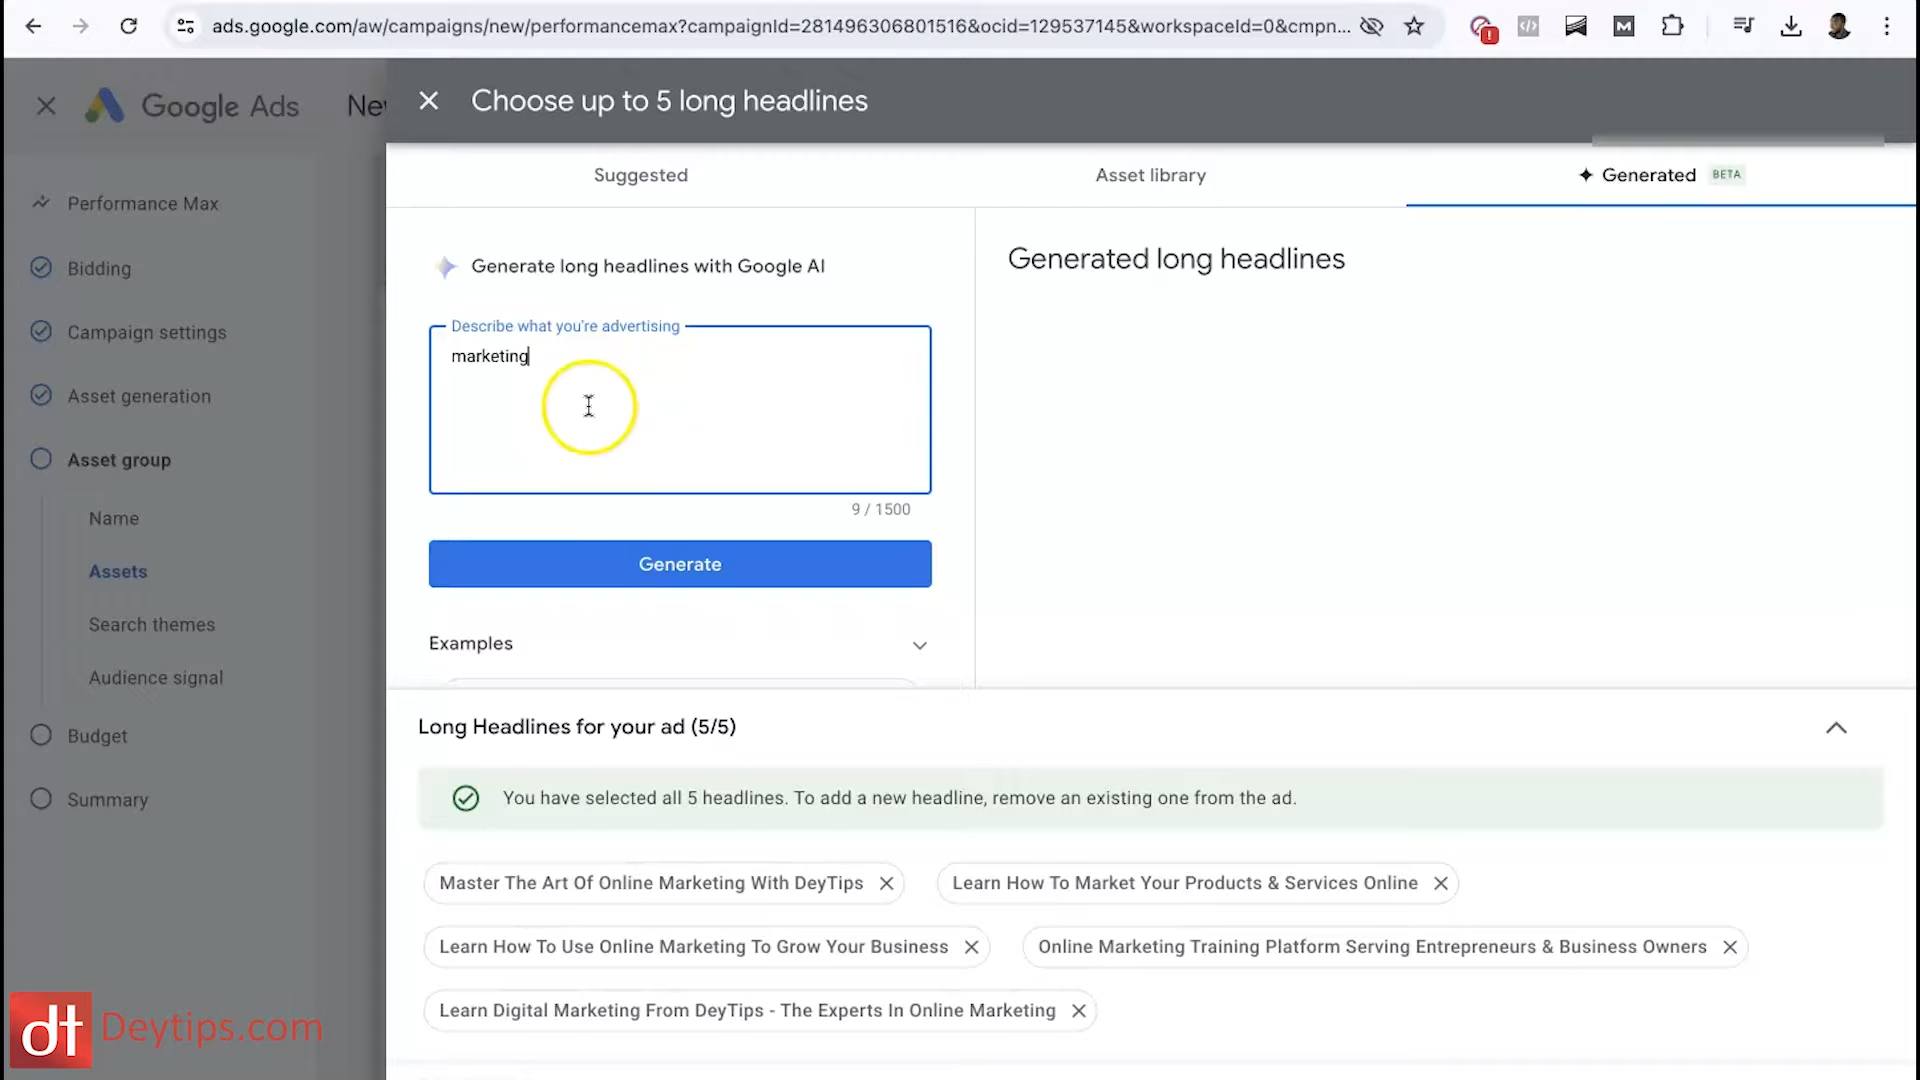 ads.google.com/aw/campaigns/new/performancemax?campaignId=281496306801516&ocid=129537145&workspaceId=0&cmpn...
Google Ads
Nev
Choose up to 5 long headlines
Suggested
Asset library
Generated BETA
Performance Max
Bidding
Campaign settings
Asset generation
Asset group
Name
Assets
Search themes
Audience signal
Budget
Summary
Generate long headlines with Google AI
Describe what you're advertising
marketing
9 / 1500
Generate
Examples
Generated long headlines
Long Headlines for your ad (5/5)
You have selected all 5 headlines. To add a new headline, remove an existing one from the ad.
Master The Art Of Online Marketing With DeyTips
Learn How To Market Your Products & Services Online
Learn How To Use Online Marketing To Grow Your Business
Online Marketing Training Platform Serving Entrepreneurs & Business Owners
Learn Digital Marketing From DeyTips - The Experts In Online Marketing
dt Deytips.com